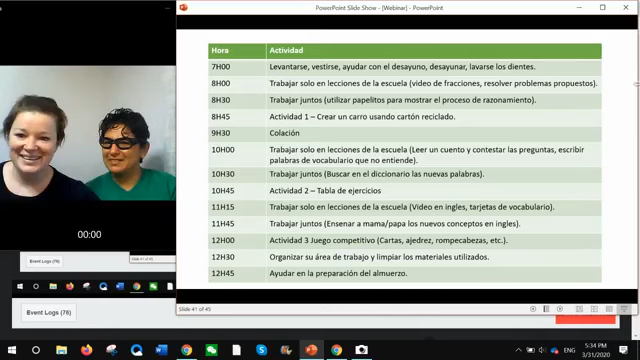 PowerPoint Slide Show - [Webinar] - PowerPoint
Hora Actividad
7H00 Levantarse, vestirse, ayudar con el desayuno, desayunar, lavarse los dientes.
8H00 Trabajar solo en lecciones de la escuela (video de fracciones, resolver problemas propuestos).
8H30 Trabajar juntos (utilizar papelitos para mostrar el proceso de razonamiento).
8H45 Actividad 1 – Crear un carro usando cartón reciclado.
9H30 Colación
10H00 Trabajar solo en lecciones de la escuela (Leer un cuento y contestar las preguntas, escribir
palabras de vocabulario que no entiende).
10H30 Trabajar juntos (Buscar en el diccionario las nuevas palabras).
10H45 Actividad 2 – Tabla de ejercicios
11H15 Trabajar solo en lecciones de la escuela (Video en ingles, tarjetas de vocabulario).
11H45 Trabajar juntos (Ensenar a mama/papa los nuevos conceptos en ingles).
12H00 Actividad 3 Juego competitivo (Cartas, ajedrez, rompecabezas, etc.).
12H30 Organizar su área de trabajo y limpiar los materiales utilizados.
12H45 Ayudar en la preparación del almuerzo.
00:00
Event Logs (76)
Slide 41 of 45
Slide 41 of 45
Event Logs (76)
ENG
5:34 PM
3/31/2020